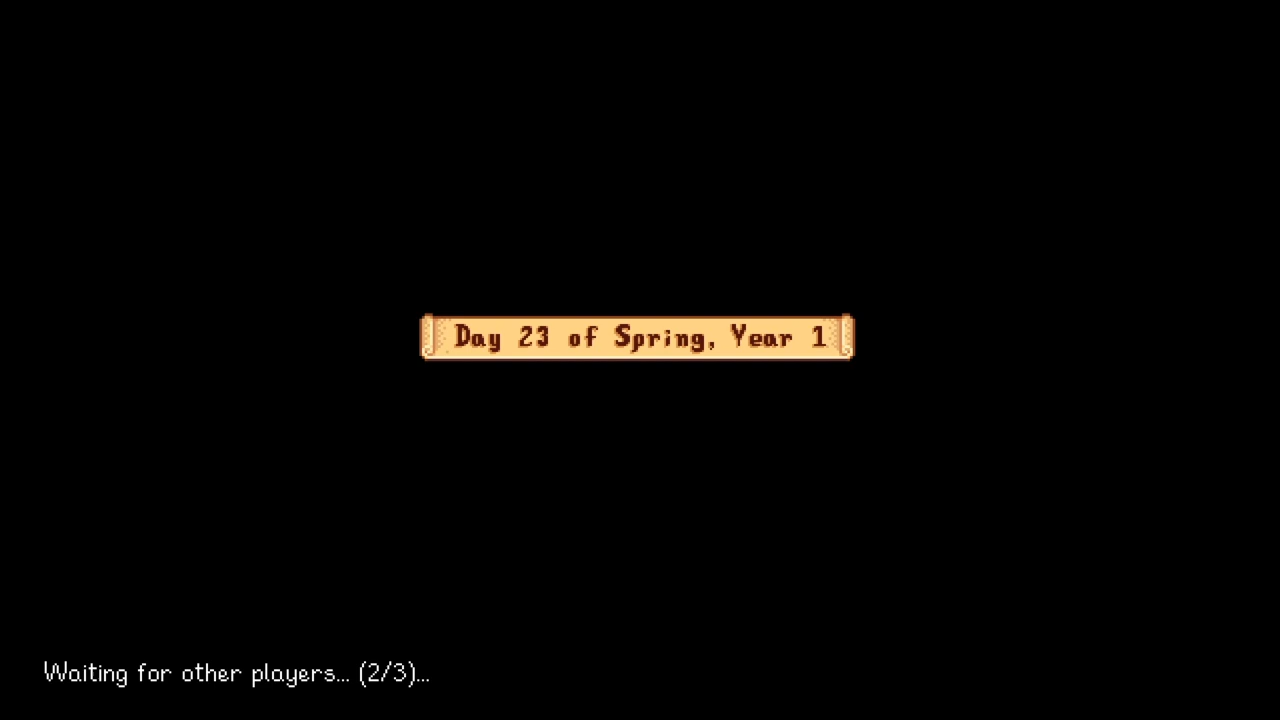 Day 23 of Spring, Year 1
Waiting for other players... (2/3)...